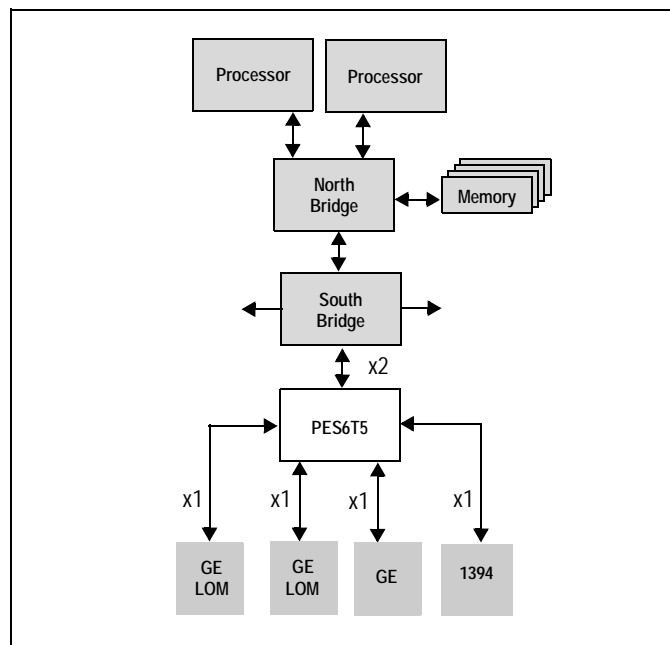 Processor
Processor
North
Bridge
Memory
South
Bridge
x2
PES6T5
x1
x1
x1
x1
GE
LOM
GE
LOM
GE
1394